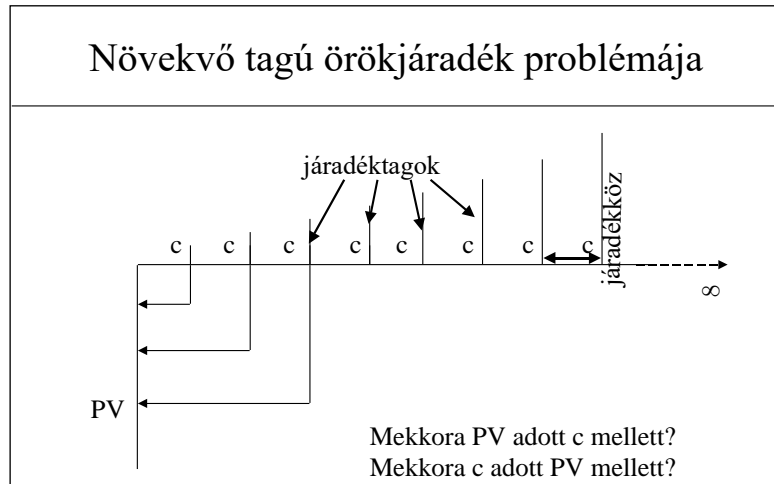 Növekvő tagú örökjáradék problémája
járadéktagok
c c c c c c c c
járadékköz
∞
PV
Mekkora PV adott c mellett?
Mekkora c adott PV mellett?